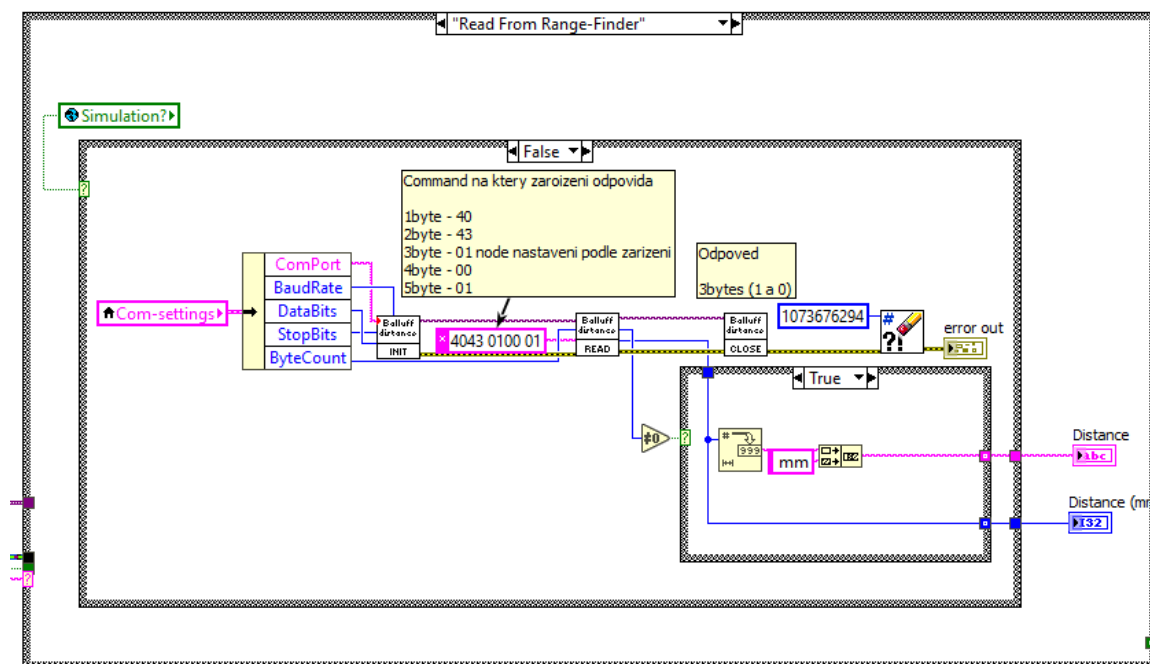 "Read From Range-Finder"
Simulation?
False
Command na ktery zaroizeni odpovida
1byte - 40
2byte - 43
3byte - 01 node nastaveni podle zarizeni
4byte - 00
5byte - 01
Odpoved
3bytes (1 a 0)
Com-settings
ComPort
BaudRate
DataBits
StopBits
ByteCount
Balluff
distance
INIT
4043 0100 01
Balluff
distance
READ
Balluff
distance
CLOSE
1073676294
#
?!
error out
True
≠0
?
#
999
mm
Distance
abc
Distance (mm
I32
?
?